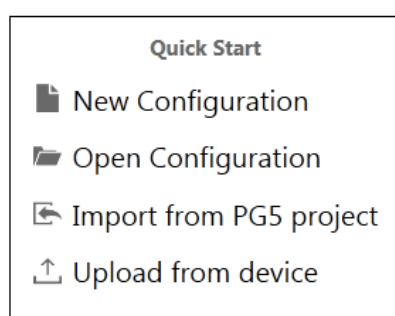 Quick Start
New Configuration
Open Configuration
Import from PG5 project
Upload from device